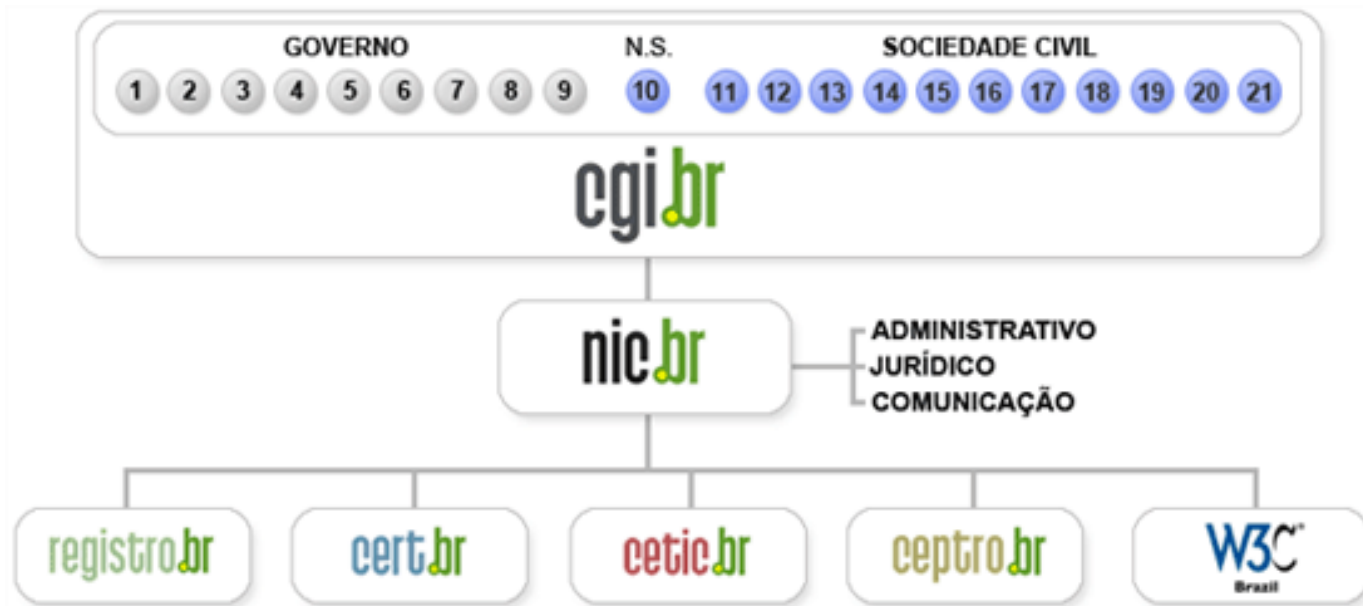 GOVERNO N.S. SOCIEDADE CIVIL
1 2 3 4 5 6 7 8 9 10 11 12 13 14 15 16 17 18 19 20 21
cgi.br
nic.br
ADMINISTRATIVO
JURÍDICO
COMUNICAÇÃO
registro.br cert.br cetic.br ceptro.br W3C
Brazil